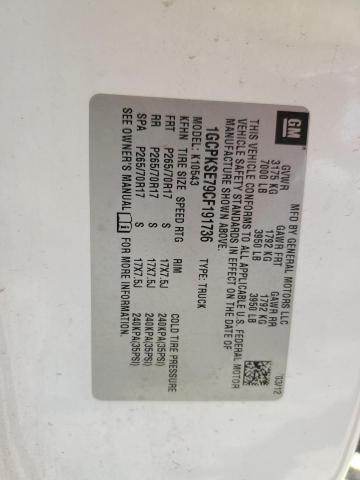 GM
MFD BY GENERAL MOTORS LLC 03/12
GVWR GAWR FRT GAWR RR
3175 KG 1792 KG 1792 KG
7000 LB 3950 LB 3950 LB
THIS VEHICLE CONFORMS TO ALL APPLICABLE U.S. FEDERAL MOTOR
VEHICLE SAFETY STANDARDS IN EFFECT ON THE DATE OF
MANUFACTURE SHOWN ABOVE.
1GCPKSE79CF191736 TYPE: TRUCK
MODEL: K10543
KFHN TIRE SIZE SPEED RTG RIM COLD TIRE PRESSURE
FRT P265/70R17 S 17X7.5J 240KPA(35PSI)
RR P265/70R17 S 17X7.5J 240KPA(35PSI)
SPA P265/70R17 S 17X7.5J 240KPA(35PSI)
SEE OWNER'S MANUAL FOR MORE INFORMATION.